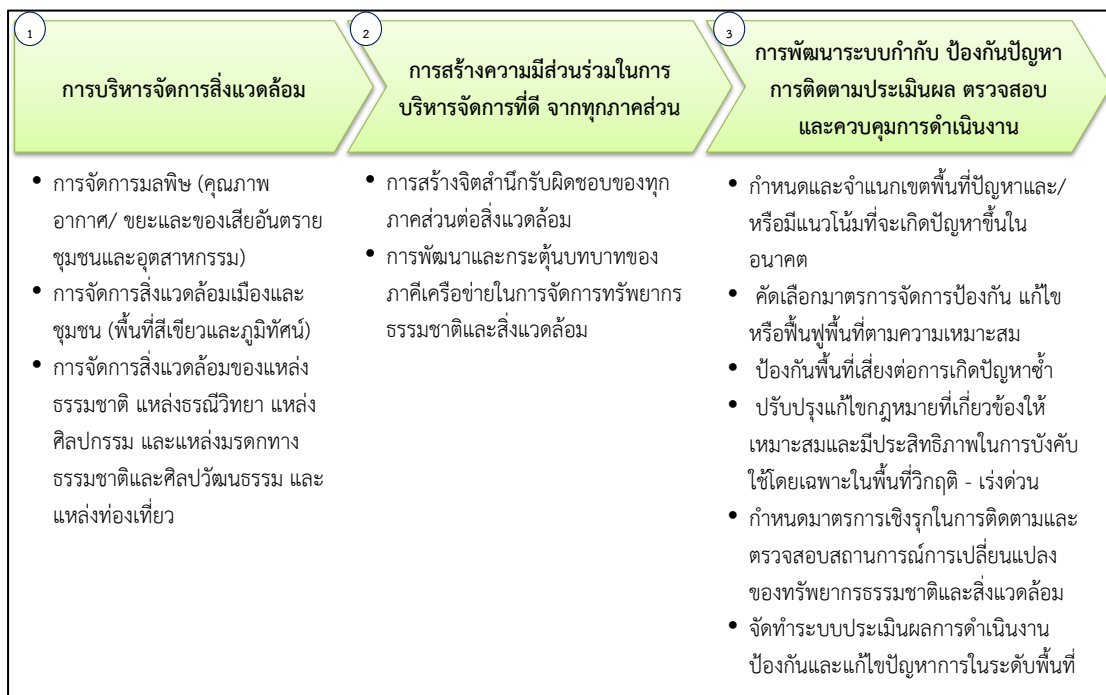 1
การบริหารจัดการสิ่งแวดล้อม
• การจัดการมลพิษ (คุณภาพ
อากาศ/ ขยะและของเสียอันตราย
ชุมชนและอุตสาหกรรม)
• การจัดการสิ่งแวดล้อมเมืองและ
ชุมชน (พื้นที่สีเขียวและภูมิทัศน์)
• การจัดการสิ่งแวดล้อมของแหล่ง
ธรรมชาติ แหล่งธรณีวิทยา แหล่ง
ศิลปกรรม และแหล่งมรดกทาง
ธรรมชาติและศิลปวัฒนธรรม และ
แหล่งท่องเที่ยว
2
การสร้างความมีส่วนร่วมในการ
บริหารจัดการที่ดี จากทุกภาคส่วน
• การสร้างจิตสำนึกรับผิดชอบของทุก
ภาคส่วนต่อสิ่งแวดล้อม
• การพัฒนาและกระตุ้นบทบาทของ
ภาคีเครือข่ายในการจัดการทรัพยากร
ธรรมชาติและสิ่งแวดล้อม
3
การพัฒนาระบบกำกับ ป้องกันปัญหา
การติดตามประเมินผล ตรวจสอบ
และควบคุมการดำเนินงาน
• กำหนดและจำแนกเขตพื้นที่ปัญหาและ/
หรือมีแนวโน้มที่จะเกิดปัญหาขึ้นใน
อนาคต
• คัดเลือกมาตรการจัดการป้องกัน แก้ไข
หรือฟื้นฟูพื้นที่ตามความเหมาะสม
• ป้องกันพื้นที่เสี่ยงต่อการเกิดปัญหาซ้ำ
• ปรับปรุงแก้ไขกฎหมายที่เกี่ยวข้องให้
เหมาะสมและมีประสิทธิภาพในการบังคับ
ใช้โดยเฉพาะในพื้นที่วิกฤติ - เร่งด่วน
• กำหนดมาตรการเชิงรุกในการติดตามและ
ตรวจสอบสถานการณ์การเปลี่ยนแปลง
ของทรัพยากรธรรมชาติและสิ่งแวดล้อม
• จัดทำระบบประเมินผลการดำเนินงาน
ป้องกันและแก้ไขปัญหาการในระดับพื้นที่